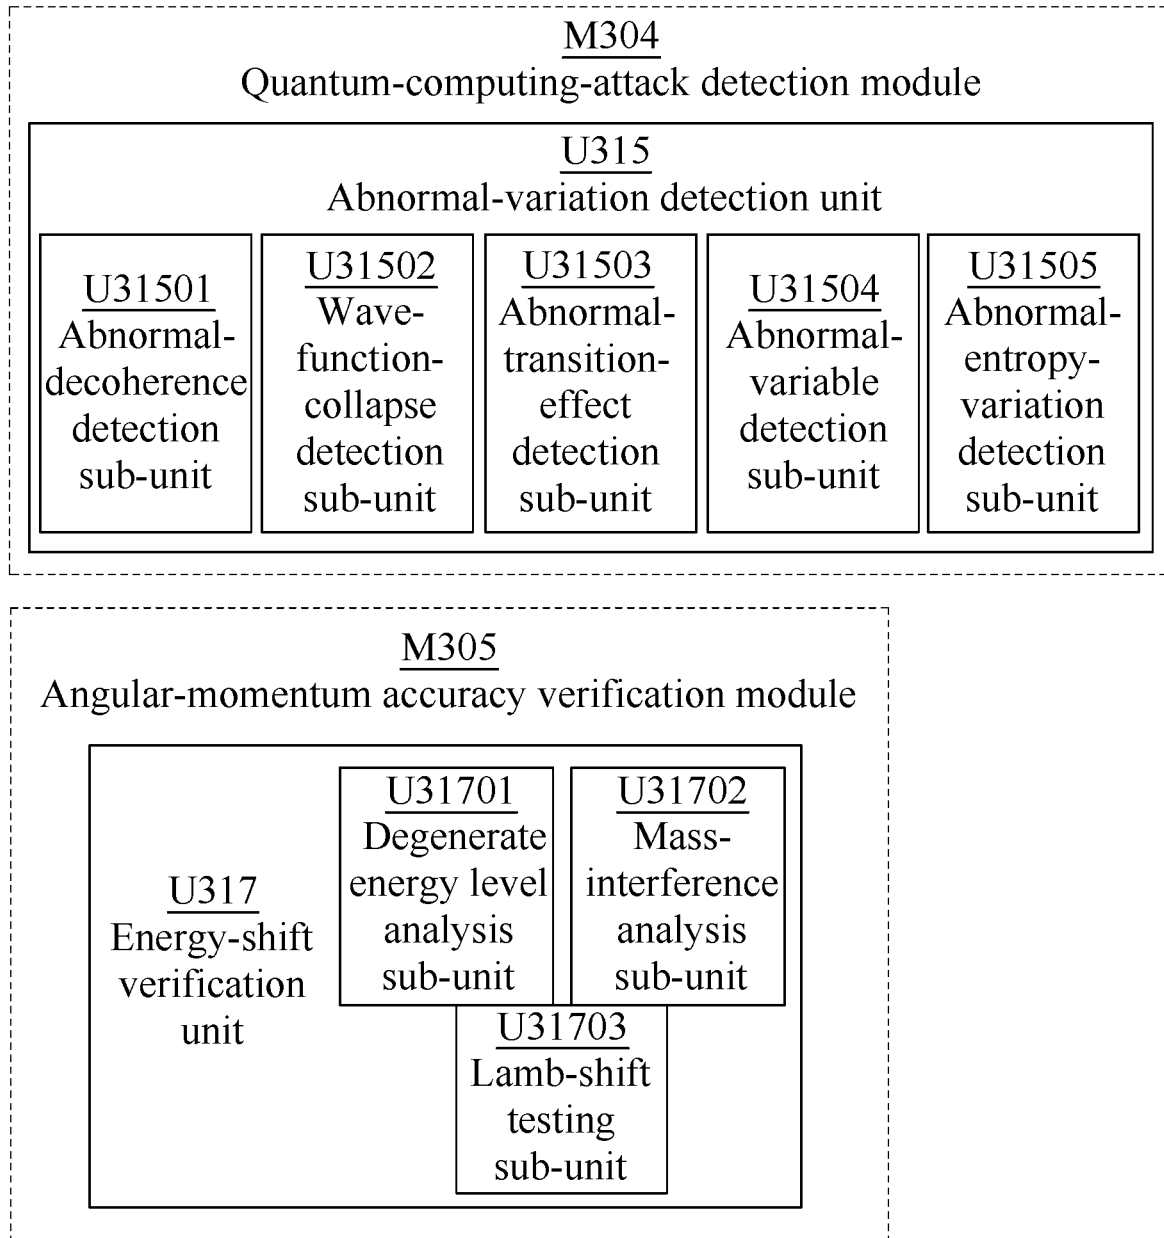 M304
Quantum-computing-attack detection module
U315
Abnormal-variation detection unit
U31501
Abnormal-
decoherence
detection
sub-unit
U31502
Wave-
function-
collapse
detection
sub-unit
U31503
Abnormal-
transition-
effect
detection
sub-unit
U31504
Abnormal-
variable
detection
sub-unit
U31505
Abnormal-
entropy-
variation
detection
sub-unit
M305
Angular-momentum accuracy verification module
U317
Energy-shift
verification
unit
U31701
Degenerate
energy level
analysis
sub-unit
U31702
Mass-
interference
analysis
sub-unit
U31703
Lamb-shift
testing
sub-unit